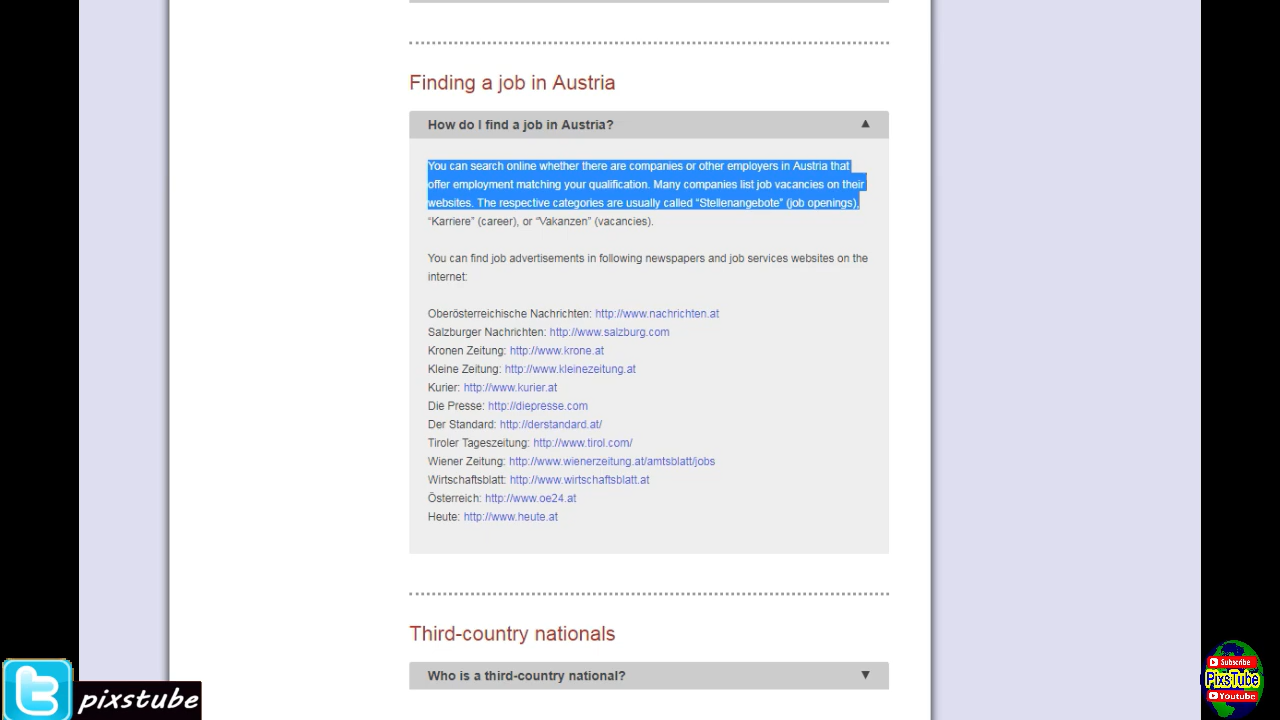 Finding a job in Austria
How do I find a job in Austria?
You can search online whether there are companies or other employers in Austria that
offer employment matching your qualification. Many companies list job vacancies on their
websites. The respective categories are usually called “Stellenangebote” (job openings),
“Karriere” (career), or “Vakanzen” (vacancies).
You can find job advertisements in following newspapers and job services websites on the
internet:
Oberösterreichische Nachrichten: http://www.nachrichten.at
Salzburger Nachrichten: http://www.salzburg.com
Kronen Zeitung: http://www.krone.at
Kleine Zeitung: http://www.kleinezeitung.at
Kurier: http://www.kurier.at
Die Presse: http://diepresse.com
Der Standard: http://derstandard.at/
Tiroler Tageszeitung: http://www.tirol.com/
Wiener Zeitung: http://www.wienerzeitung.at/amtsblatt/jobs
Wirtschaftsblatt: http://www.wirtschaftsblatt.at
Österreich: http://www.oe24.at
Heute: http://www.heute.at
Third-country nationals
Who is a third-country national?
pixstube
Subscribe
PixsTube
Youtube